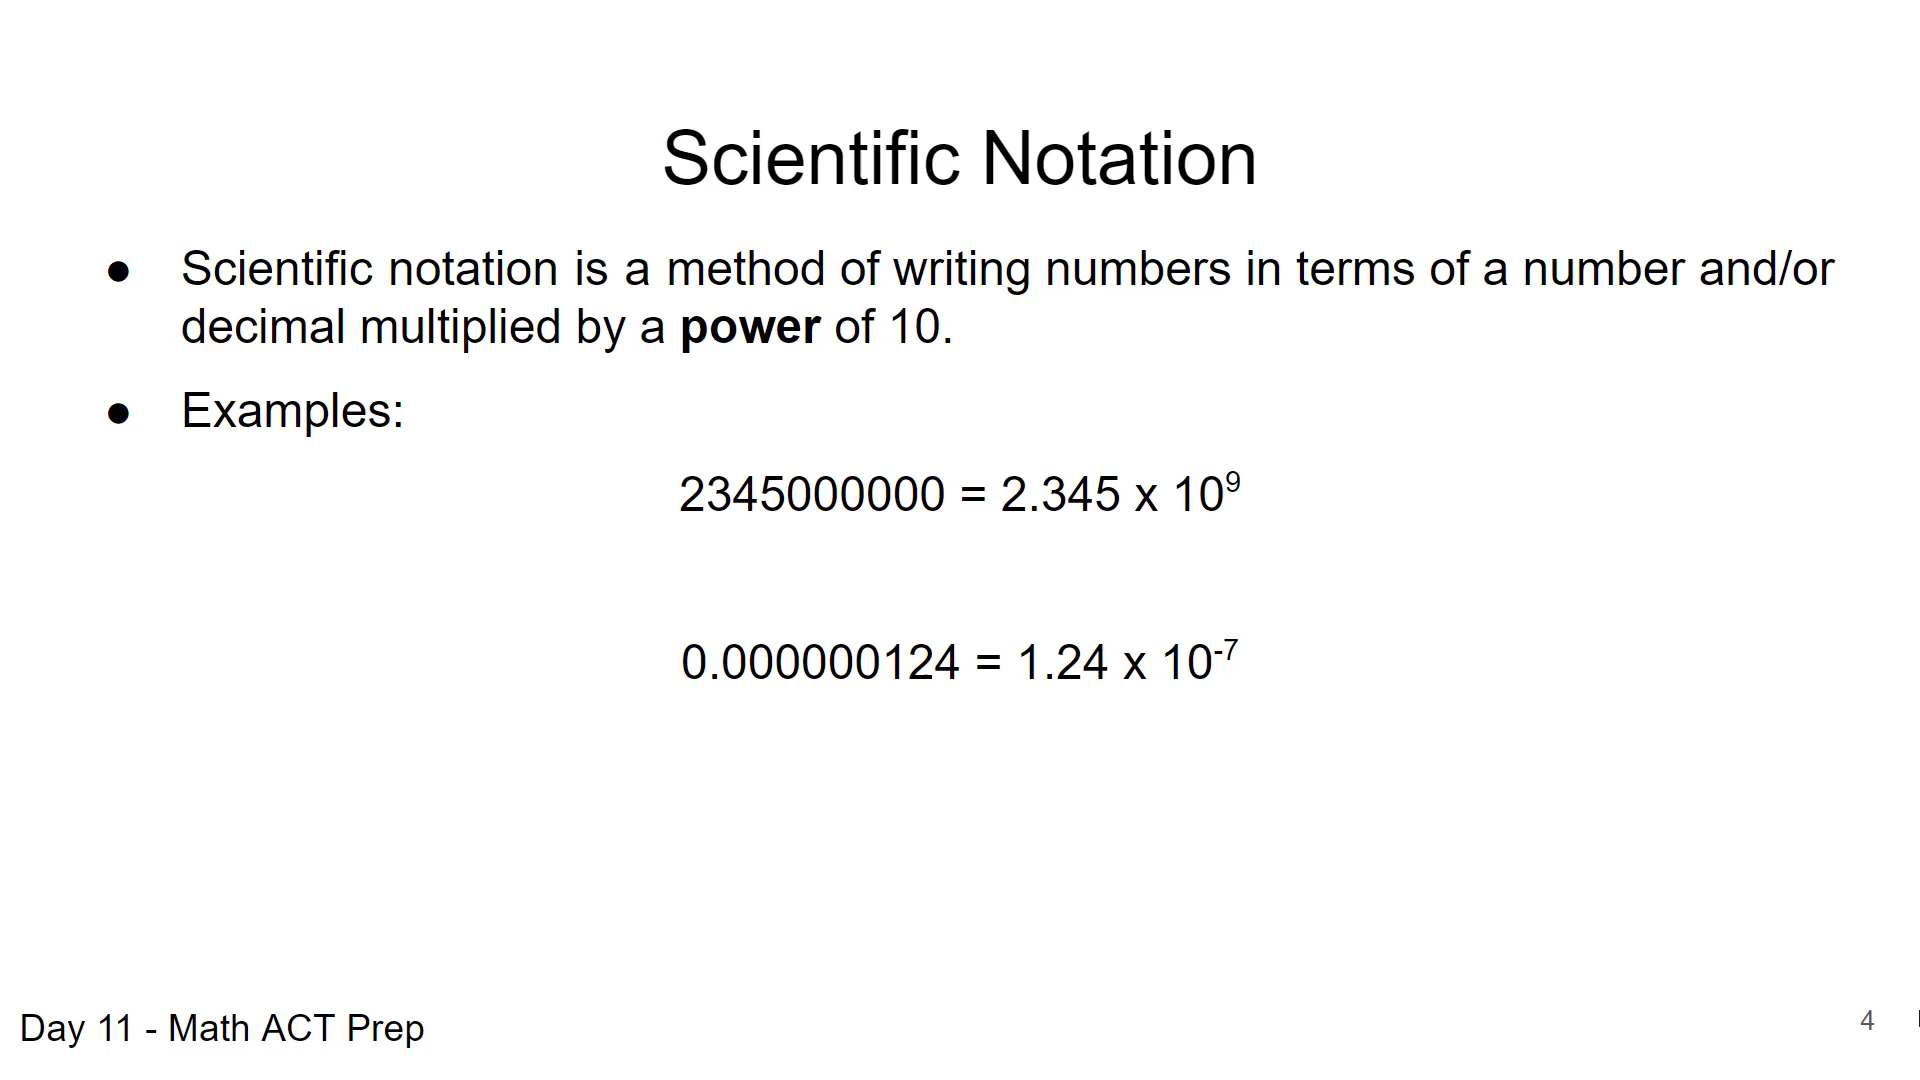 Scientific Notation
● Scientific notation is a method of writing numbers in terms of a number and/or
decimal multiplied by a power of 10.
● Examples:
2345000000 = 2.345 x 10⁹
0.000000124 = 1.24 x 10⁻⁷
Day 11 - Math ACT Prep
4